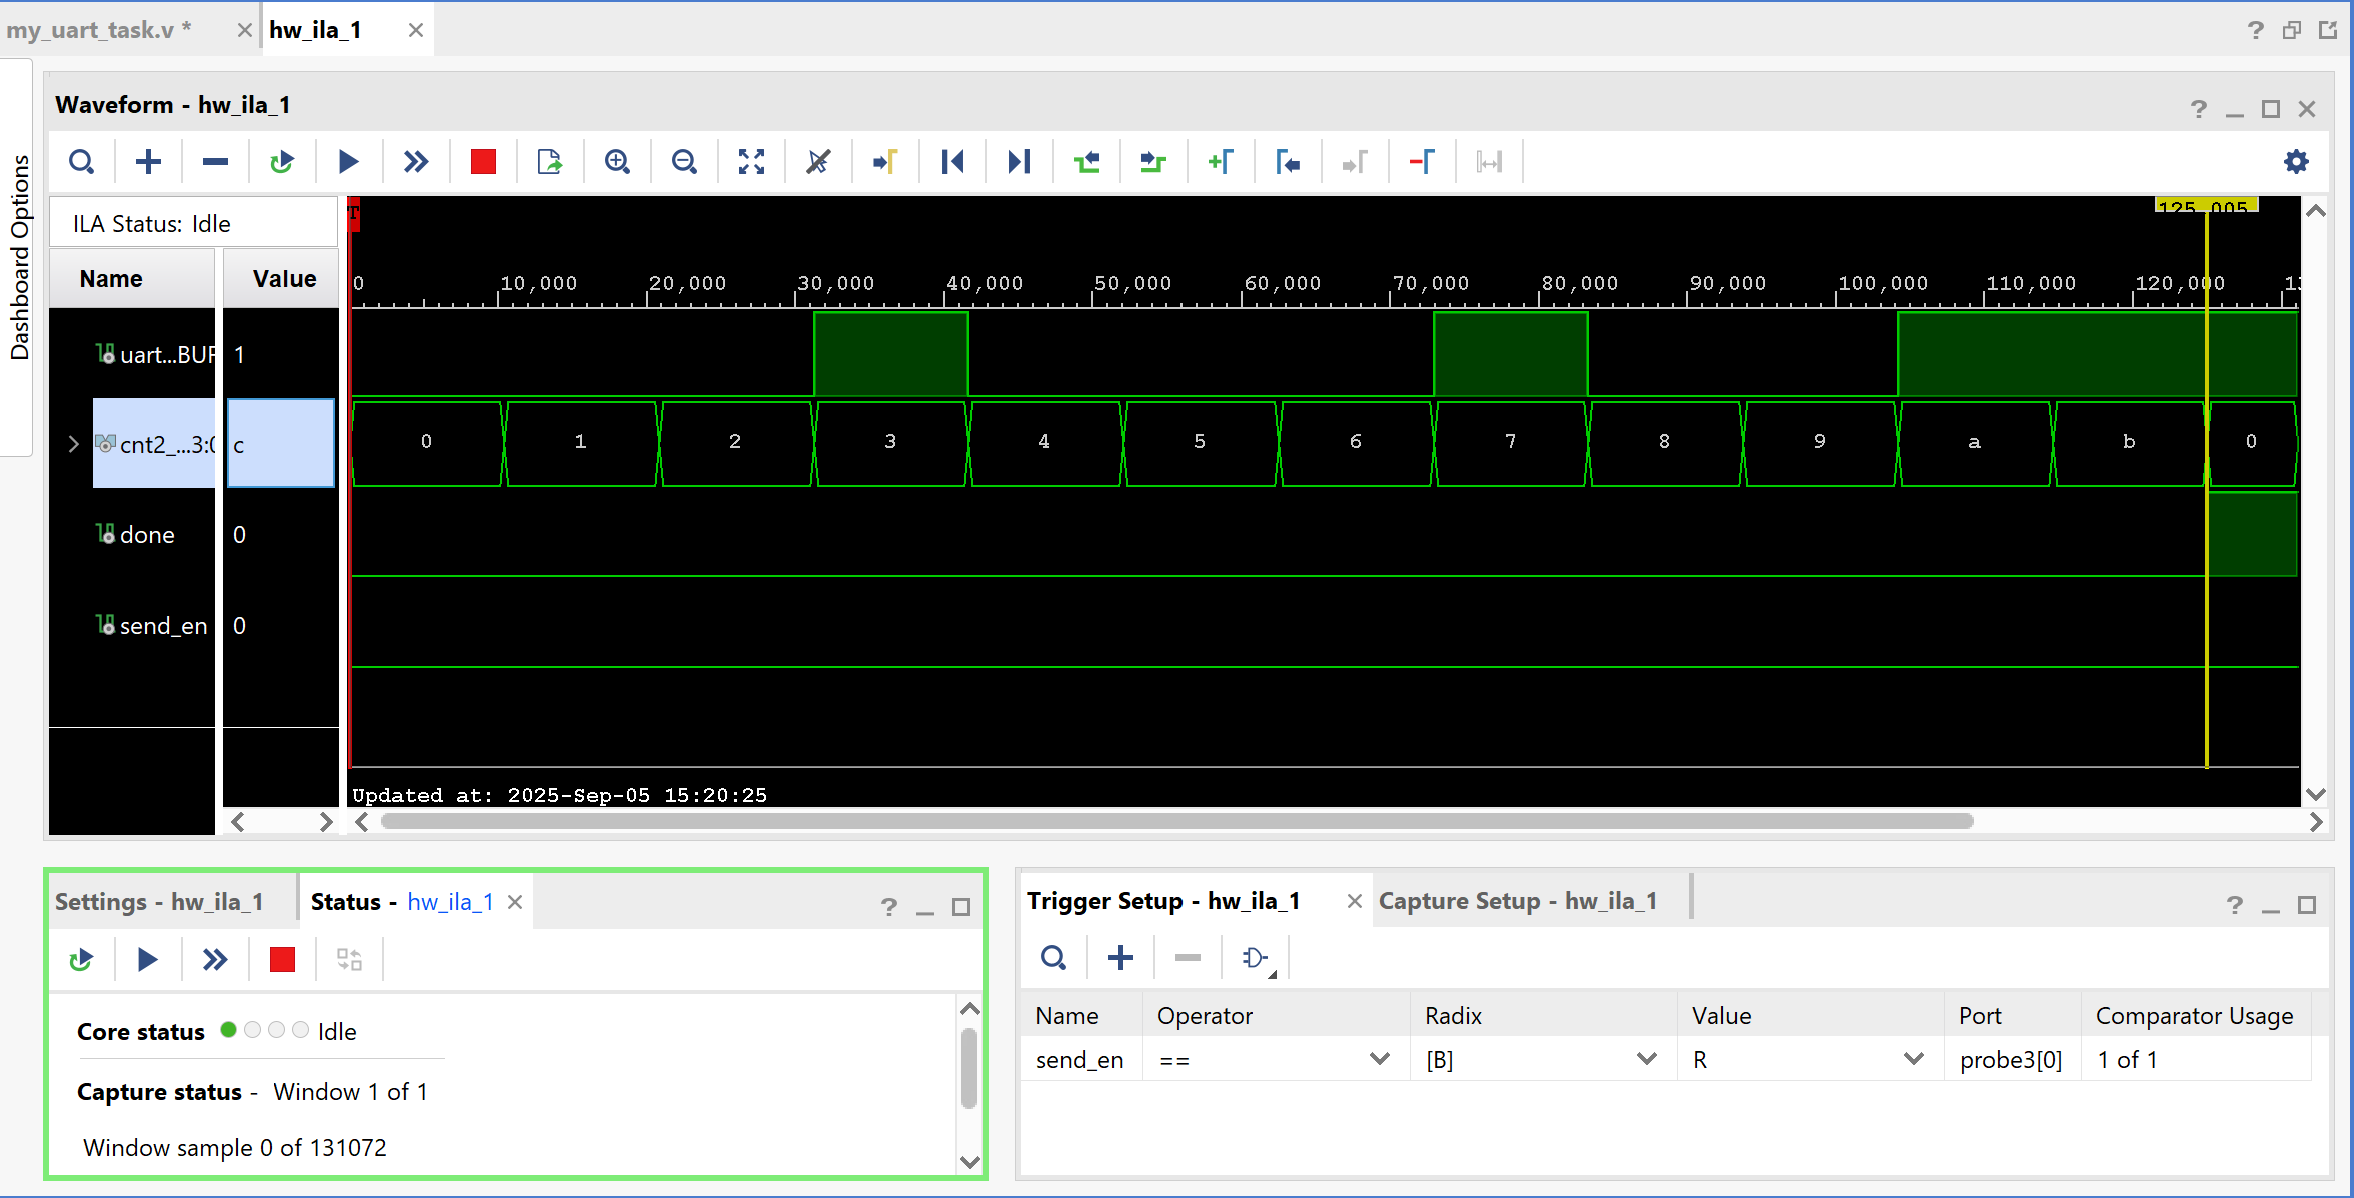 my_uart_task.v *
hw_ila_1
Dashboard Options
Waveform - hw_ila_1
ILA Status: Idle
Name Value
uart...BUF 1
cnt2_...3:0 c
done 0
send_en 0
T
125,005
0 10,000 20,000 30,000 40,000 50,000 60,000 70,000 80,000 90,000 100,000 110,000 120,000 13
0 1 2 3 4 5 6 7 8 9 a b 0
Updated at: 2025-Sep-05 15:20:25
Settings - hw_ila_1
Status - hw_ila_1
Core status Idle
Capture status - Window 1 of 1
Window sample 0 of 131072
Trigger Setup - hw_ila_1
Capture Setup - hw_ila_1
Name Operator Radix Value Port Comparator Usage
send_en == [B] R probe3[0] 1 of 1